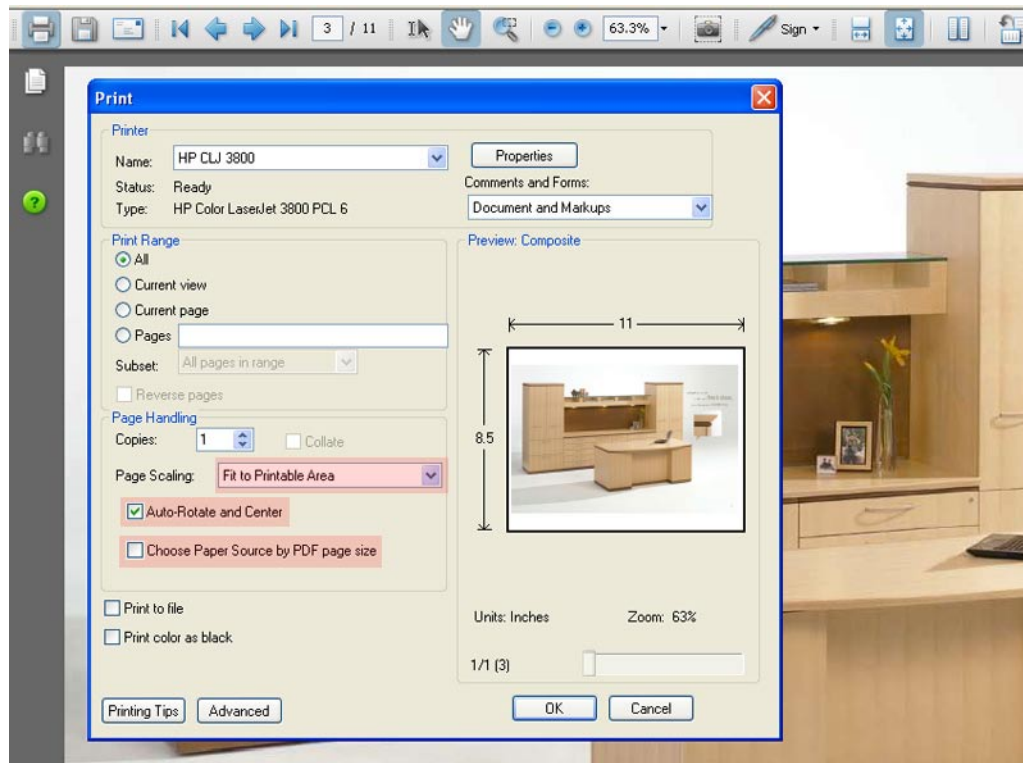 3 / 11
63.3%
Sign
Print
Printer
Name: HP CLJ 3800
Properties
Status: Ready
Comments and Forms:
Type: HP Color LaserJet 3800 PCL 6
Document and Markups
Print Range
All
Current view
Current page
Pages
Subset: All pages in range
Reverse pages
Page Handling
Copies: 1
Collate
Page Scaling: Fit to Printable Area
Auto-Rotate and Center
Choose Paper Source by PDF page size
Print to file
Print color as black
Preview: Composite
11
8.5
Units: Inches Zoom: 63%
1/1 (3)
Printing Tips Advanced OK Cancel